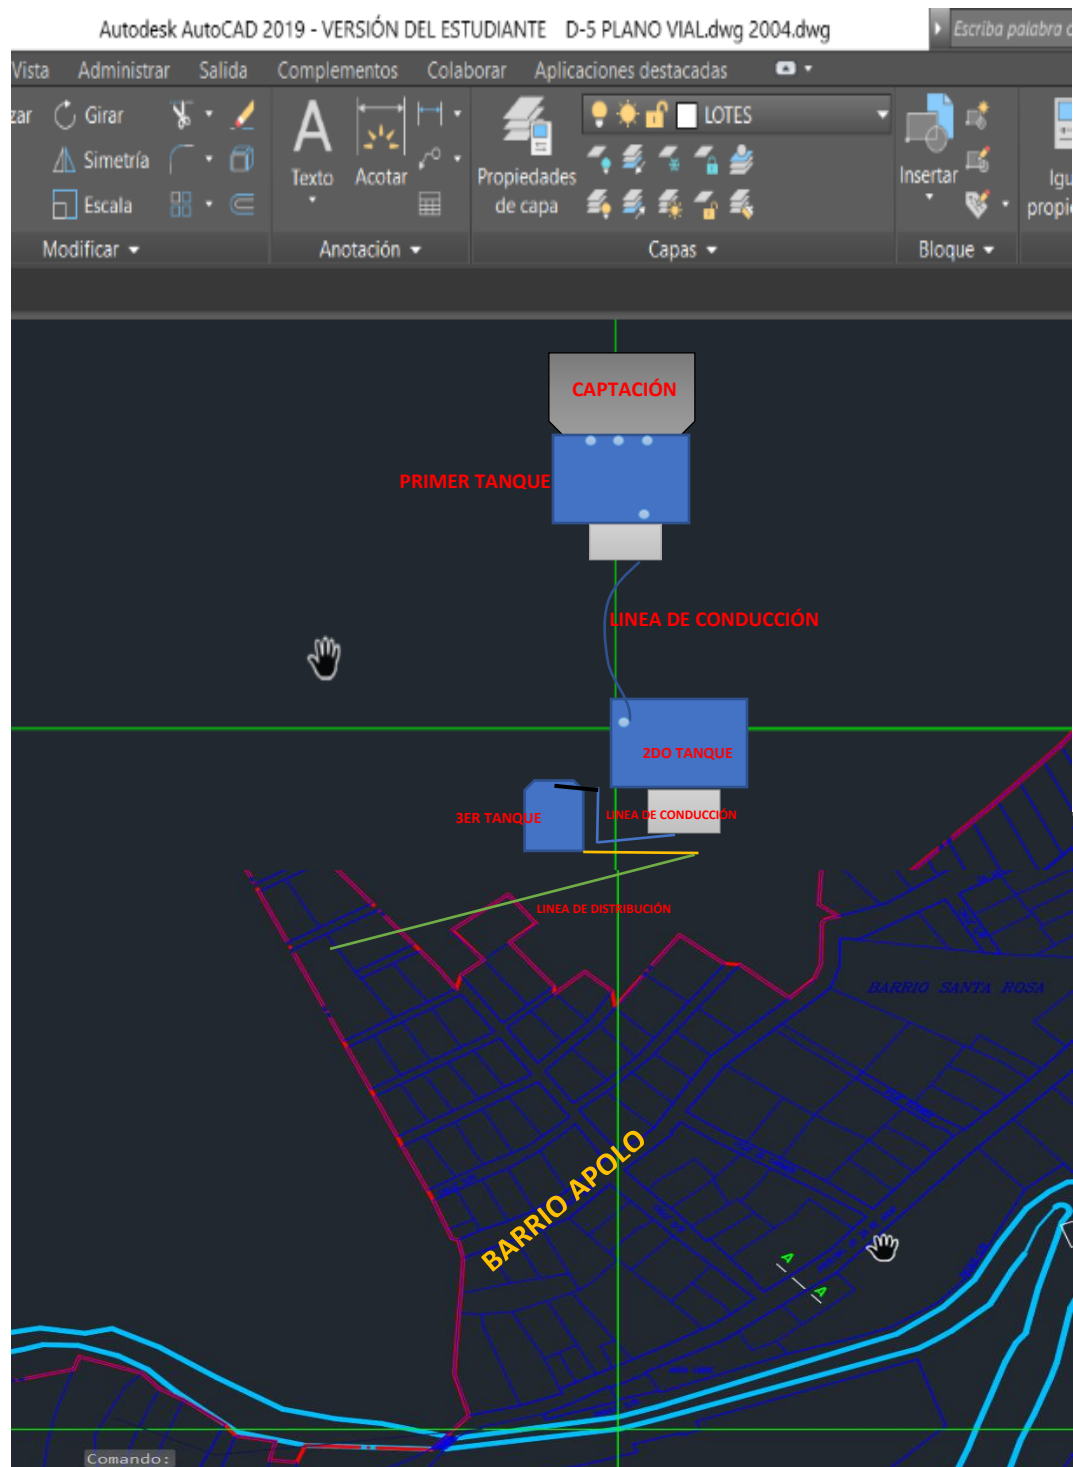 Autodesk AutoCAD 2019 - VERSIÓN DEL ESTUDIANTE D-5 PLANO VIAL.dwg 2004.dwg
Escriba palabra c
Vista Administrar Salida Complementos Colaborar Aplicaciones destacadas
zar Girar
Simetría
Escala
Modificar
Texto Acotar
Anotación
Propiedades
de capa
LOTES
Capas
Insertar
Bloque
Igu
propie
CAPTACIÓN
PRIMER TANQUE
LINEA DE CONDUCCIÓN
2DO TANQUE
3ER TANQUE
LINEA DE CONDUCCIÓN
LINEA DE DISTRIBUCIÓN
BARRIO SANTA ROSA
BARRIO APOLO
A
A
Comando: